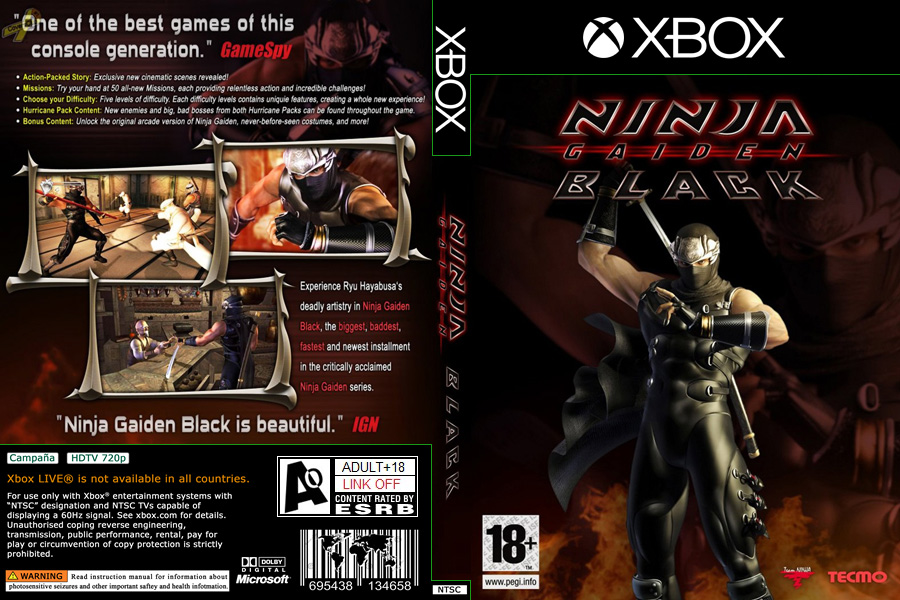 "One of the best games of this
console generation." GameSpy
• Action-Packed Story: Exclusive new cinematic scenes revealed!
• Missions: Try your hand at 50 all-new Missions, each providing relentless action and incredible challenges!
• Choose your Difficulty: Five levels of difficulty. Each difficulty levels contains unique features, creating a whole new experience!
• Hurricane Pack Content: New enemies and big, bad bosses from both Hurricane Packs can be found throughout the game.
• Bonus Content: Unlock the original arcade version of Ninja Gaiden, never-before-seen costumes, and more!
Experience Ryu Hayabusa's
deadly artistry in Ninja Gaiden
Black, the biggest, baddest,
fastest and newest installment
in the critically acclaimed
Ninja Gaiden series.
"Ninja Gaiden Black is beautiful." IGN
Campaña HDTV 720p
Xbox LIVE® is not available in all countries.
For use only with Xbox® entertainment systems with
"NTSC" designation and NTSC TVs capable of
displaying a 60Hz signal. See xbox.com for details.
Unauthorised coping reverse engineering,
transmission, public performance, rental, pay for
play or circumvention of copy protection is strictly
prohibited.
WARNING Read instruction manual for information about
photosensitive seizures and other important saftey and health infotmation.
AO
ADULT+18
LINK OFF
CONTENT RATED BY
ESRB
DOLBY
DIGITAL
Microsoft
695438 134658
XBOX
NINJA
GAIDEN
BLACK
NTSC
XBOX
NINJA
GAIDEN
BLACK
18+
TM
www.pegi.info
Team NINJA
TECMO